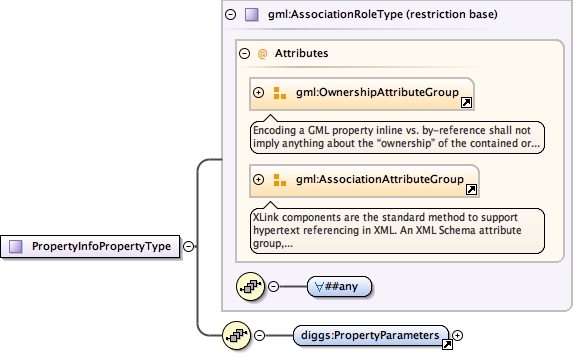 gml:AssociationRoleType (restriction base)
@ Attributes
gml:OwnershipAttributeGroup
Encoding a GML property inline vs. by-reference shall not
imply anything about the “ownership” of the contained or...
gml:AssociationAttributeGroup
XLink components are the standard method to support
hypertext referencing in XML. An XML Schema attribute
group,...
PropertyInfoPropertyType
∀##any
diggs:PropertyParameters